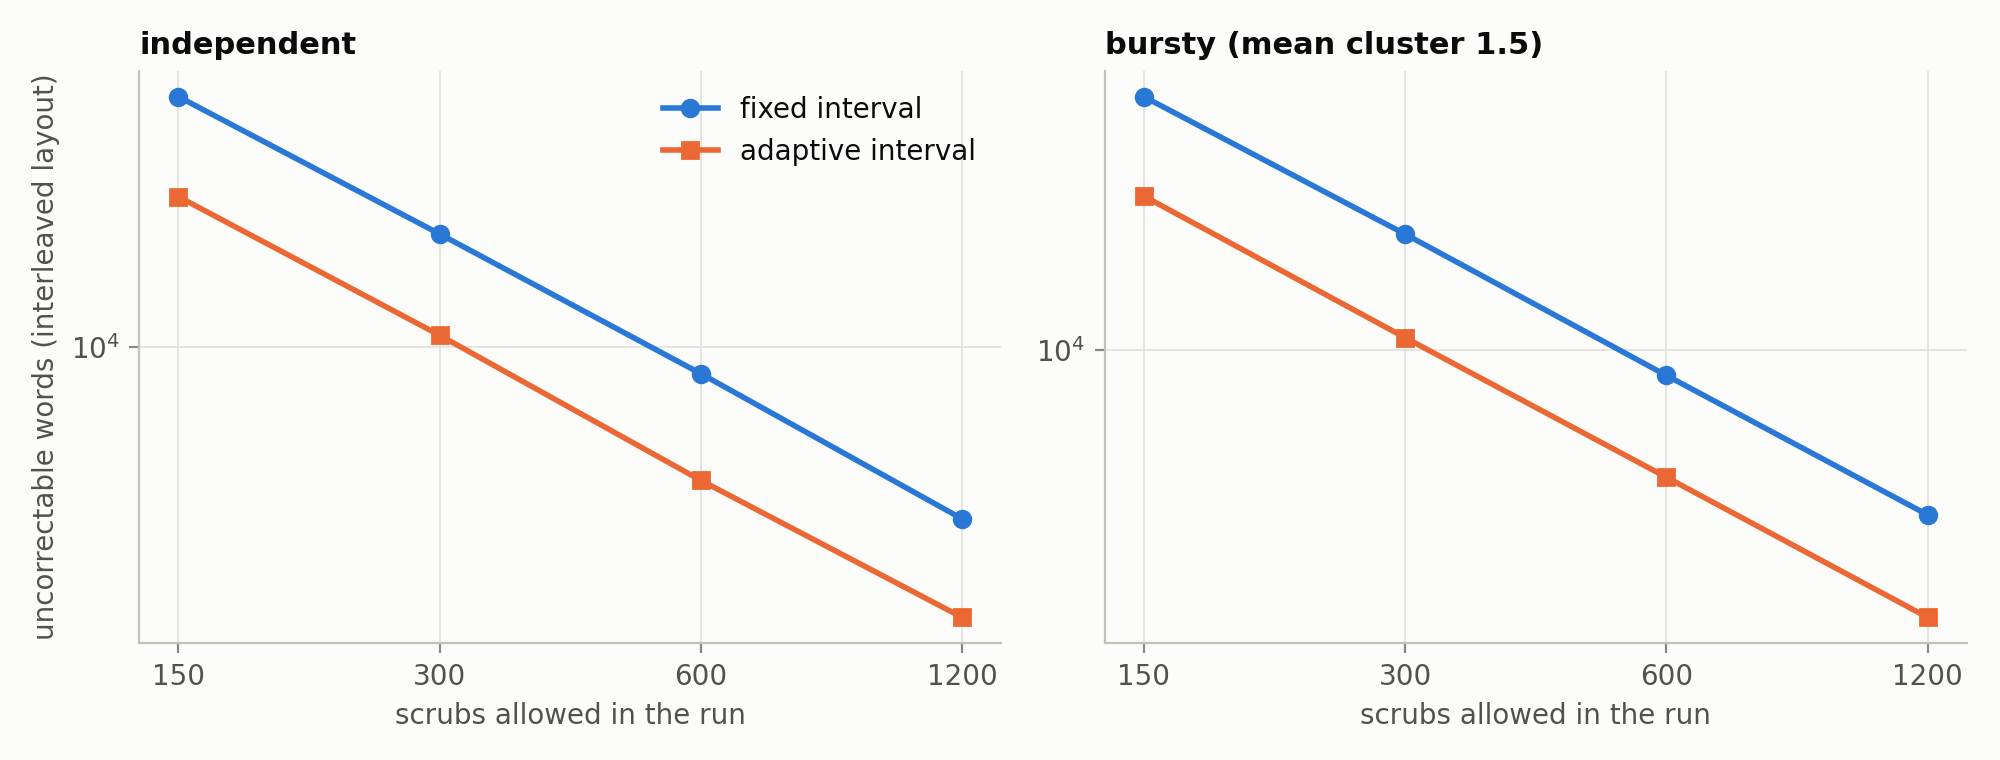 independent
fixed interval
adaptive interval
uncorrectable words (interleaved layout)
10⁴
150 300 600 1200
scrubs allowed in the run
bursty (mean cluster 1.5)
10⁴
150 300 600 1200
scrubs allowed in the run